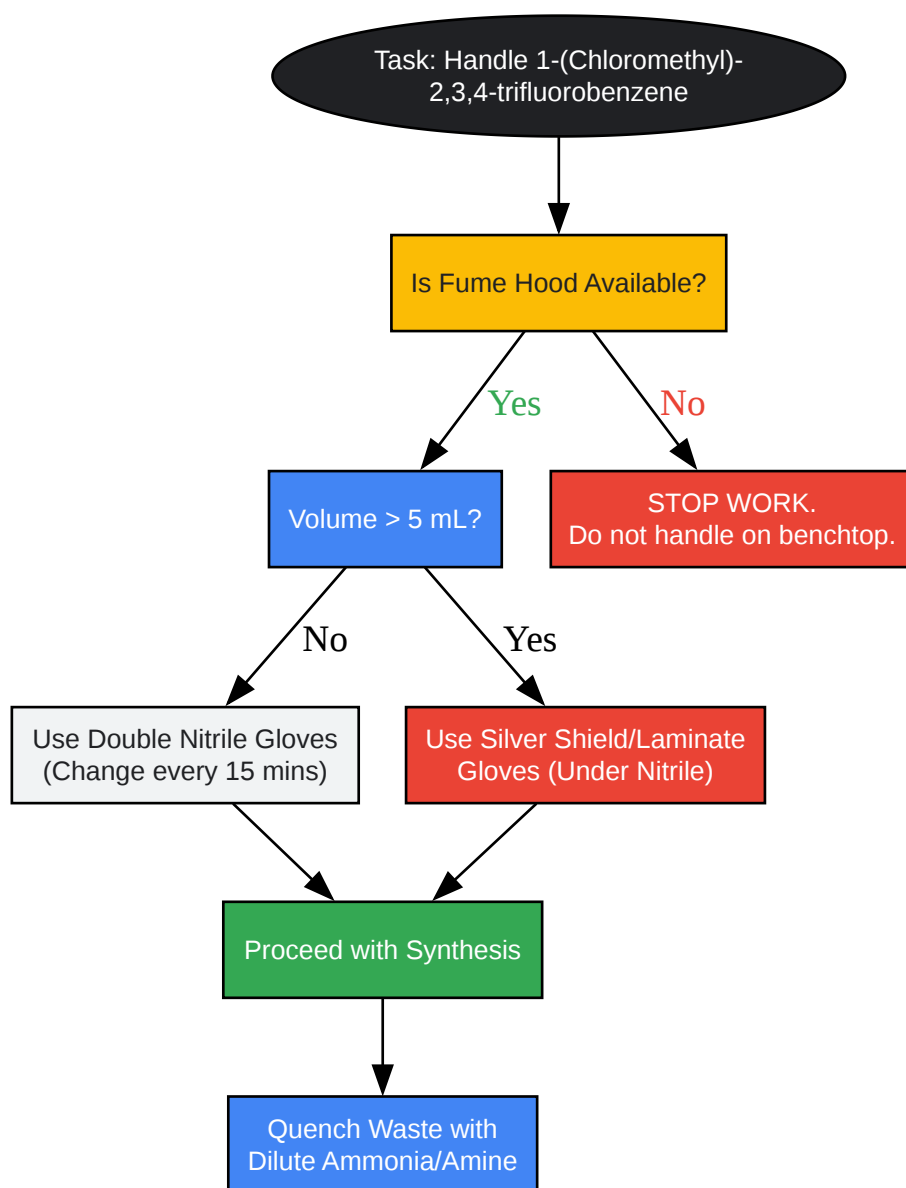 Task: Handle 1-(Chloromethyl)-
2,3,4-trifluorobenzene
Is Fume Hood Available?
Yes
No
Volume > 5 mL?
STOP WORK.
Do not handle on benchtop.
No
Yes
Use Double Nitrile Gloves
(Change every 15 mins)
Use Silver Shield/Laminate
Gloves (Under Nitrile)
Proceed with Synthesis
Quench Waste with
Dilute Ammonia/Amine